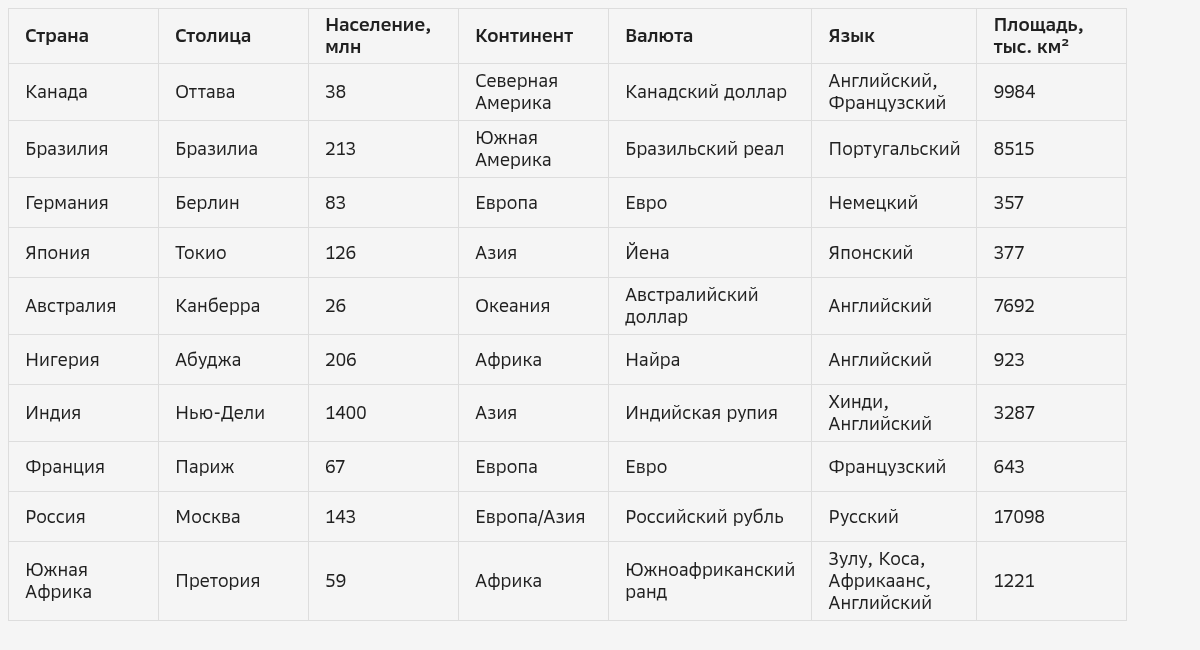 Страна Столица Население, млн Континент Валюта Язык Площадь, тыс. км²
Канада Оттава 38 Северная Америка Канадский доллар Английский, Французский 9984
Бразилия Бразилиа 213 Южная Америка Бразильский реал Португальский 8515
Германия Берлин 83 Европа Евро Немецкий 357
Япония Токио 126 Азия Йена Японский 377
Австралия Канберра 26 Океания Австралийский доллар Английский 7692
Нигерия Абуджа 206 Африка Найра Английский 923
Индия Нью-Дели 1400 Азия Индийская рупия Хинди, Английский 3287
Франция Париж 67 Европа Евро Французский 643
Россия Москва 143 Европа/Азия Российский рубль Русский 17098
Южная Африка Претория 59 Африка Южноафриканский ранд Зулу, Коса, Африкаанс, Английский 1221